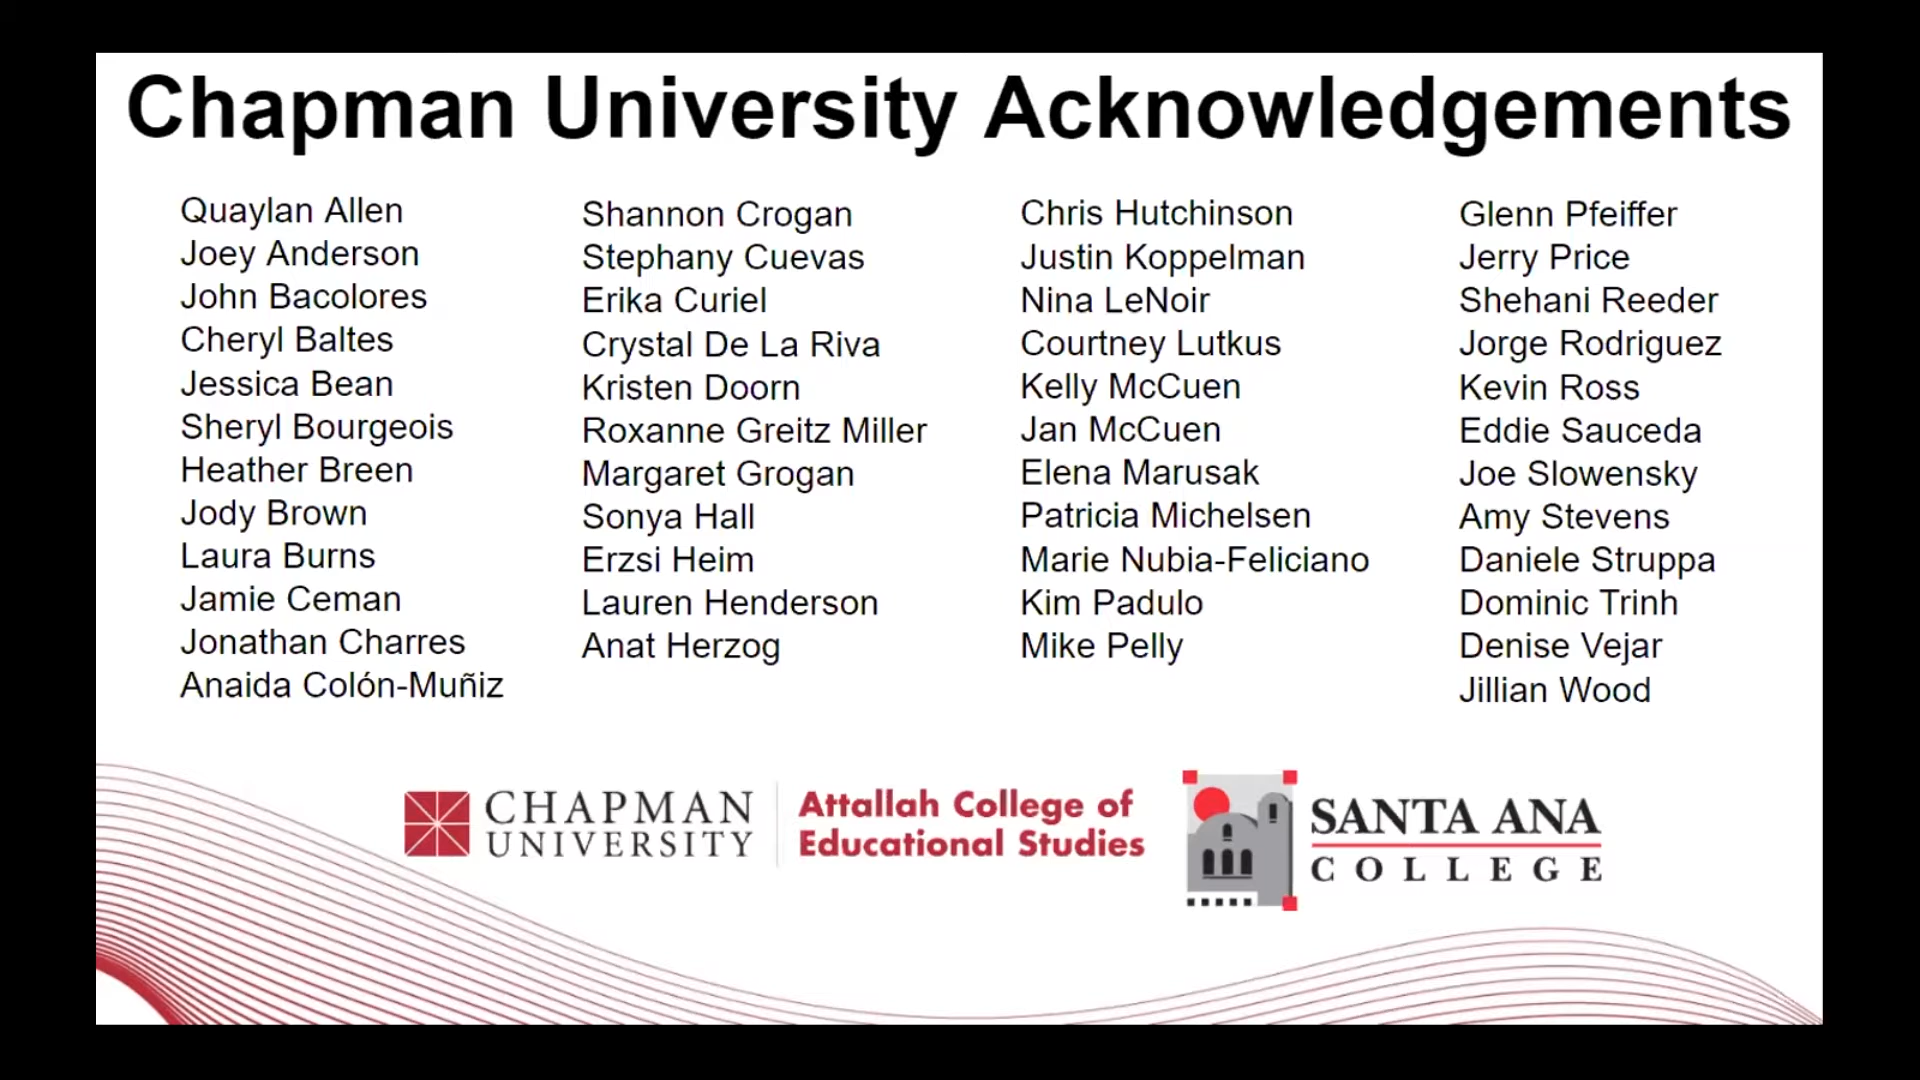 Chapman University Acknowledgements
Quaylan Allen
Joey Anderson
John Bacolores
Cheryl Baltes
Jessica Bean
Sheryl Bourgeois
Heather Breen
Jody Brown
Laura Burns
Jamie Ceman
Jonathan Charres
Anaida Colón-Muñiz
Shannon Crogan
Stephany Cuevas
Erika Curiel
Crystal De La Riva
Kristen Doorn
Roxanne Greitz Miller
Margaret Grogan
Sonya Hall
Erzsi Heim
Lauren Henderson
Anat Herzog
Chris Hutchinson
Justin Koppelman
Nina LeNoir
Courtney Lutkus
Kelly McCuen
Jan McCuen
Elena Marusak
Patricia Michelsen
Marie Nubia-Feliciano
Kim Padulo
Mike Pelly
Glenn Pfeiffer
Jerry Price
Shehani Reeder
Jorge Rodriguez
Kevin Ross
Eddie Sauceda
Joe Slowensky
Amy Stevens
Daniele Struppa
Dominic Trinh
Denise Vejar
Jillian Wood
CHAPMAN
UNIVERSITY
Attallah College of
Educational Studies
SANTA ANA
COLLEGE